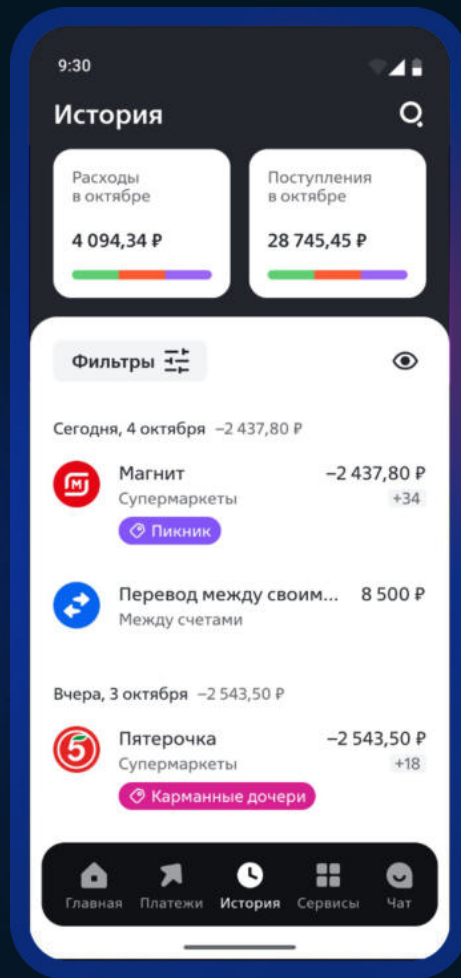 9:30
История
Расходы
в октябре
4 094,34 ₽
Поступления
в октябре
28 745,45 ₽
Фильтры
Сегодня, 4 октября −2 437,80 ₽
Магнит −2 437,80 ₽
Супермаркеты +34
Пикник
Перевод между своим... 8 500 ₽
Между счетами
Вчера, 3 октября −2 543,50 ₽
Пятерочка −2 543,50 ₽
Супермаркеты +18
Карманные дочери
Главная Платежи История Сервисы Чат